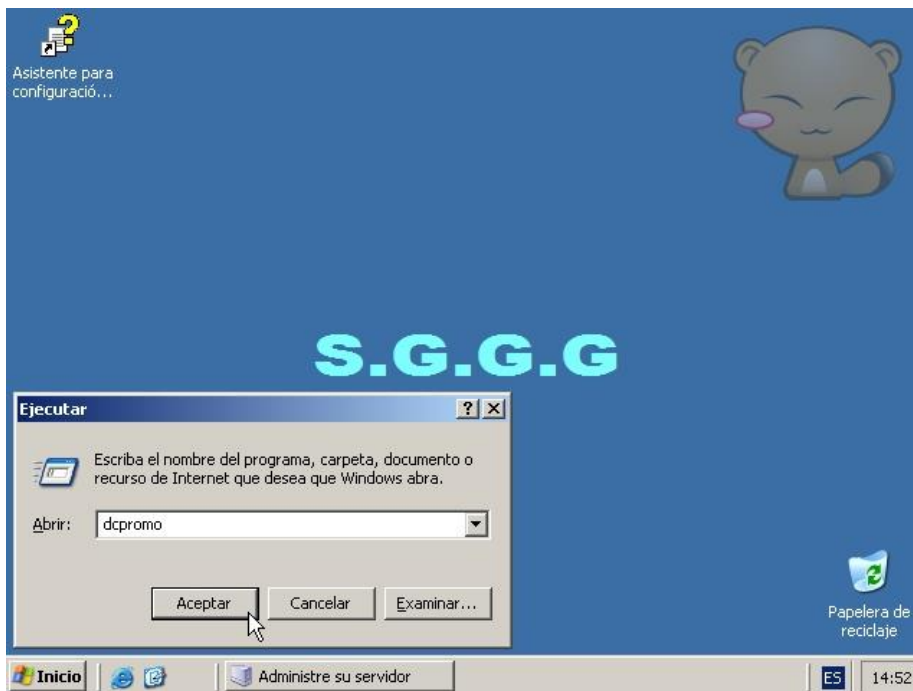 Asistente para
configuració...
S.G.G.G
Ejecutar
Escriba el nombre del programa, carpeta, documento o
recurso de Internet que desea que Windows abra.
Abrir: dcpromo
Aceptar Cancelar Examinar...
Papelera de
reciclaje
Inicio Administre su servidor ES 14:52